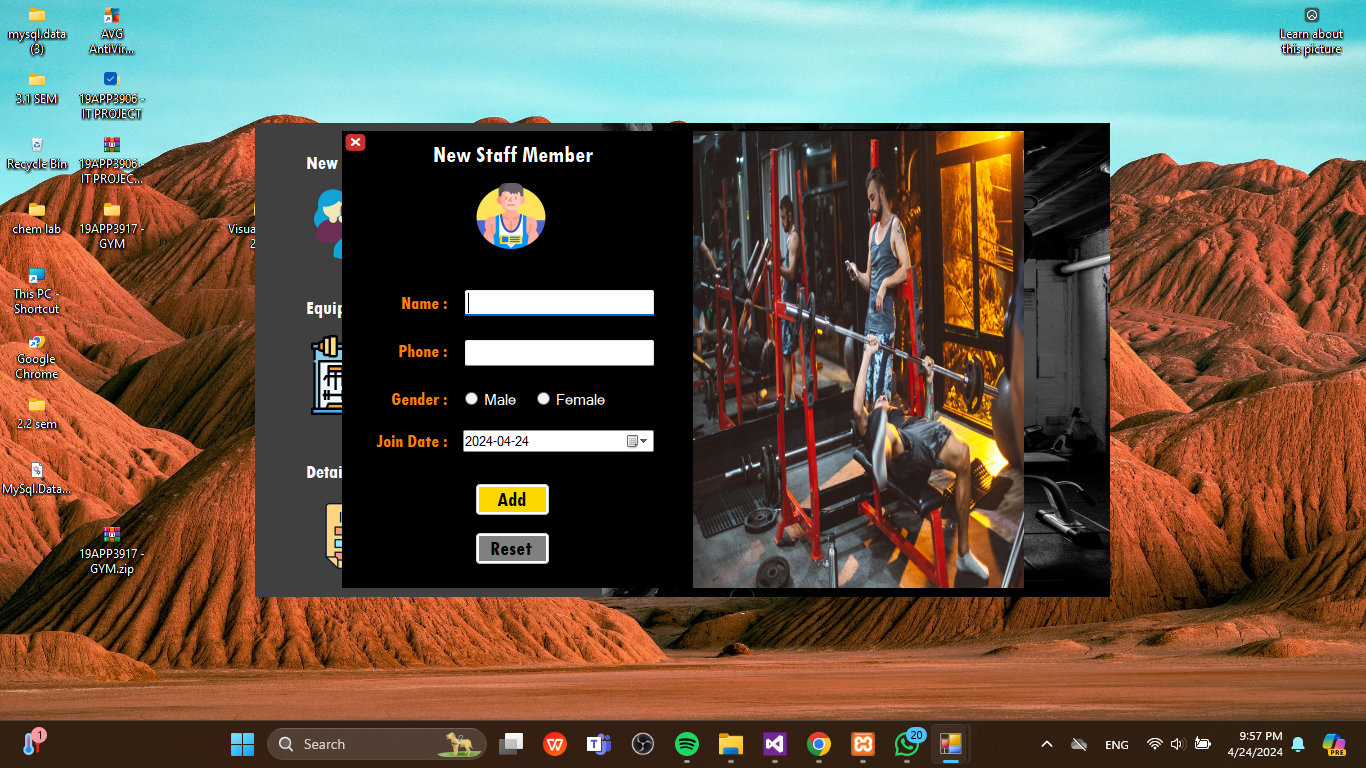 mysql.data
(3)
AVG
AntiVir...
Learn about
this picture
3.1 SEM
19APP3906 -
IT PROJECT
Recycle Bin
19APP3906 -
IT PROJEC...
chem lab
19APP3917 -
GYM
Visua
2
This PC -
Shortcut
Google
Chrome
2.2 sem
MySql.Data...
19APP3917 -
GYM.zip
New
Equip
Detai
New Staff Member
Name :
Phone :
Gender :
Male
Female
Join Date :
2024-04-24
Add
Reset
1
Search
20
ENG
9:57 PM
4/24/2024
PRE